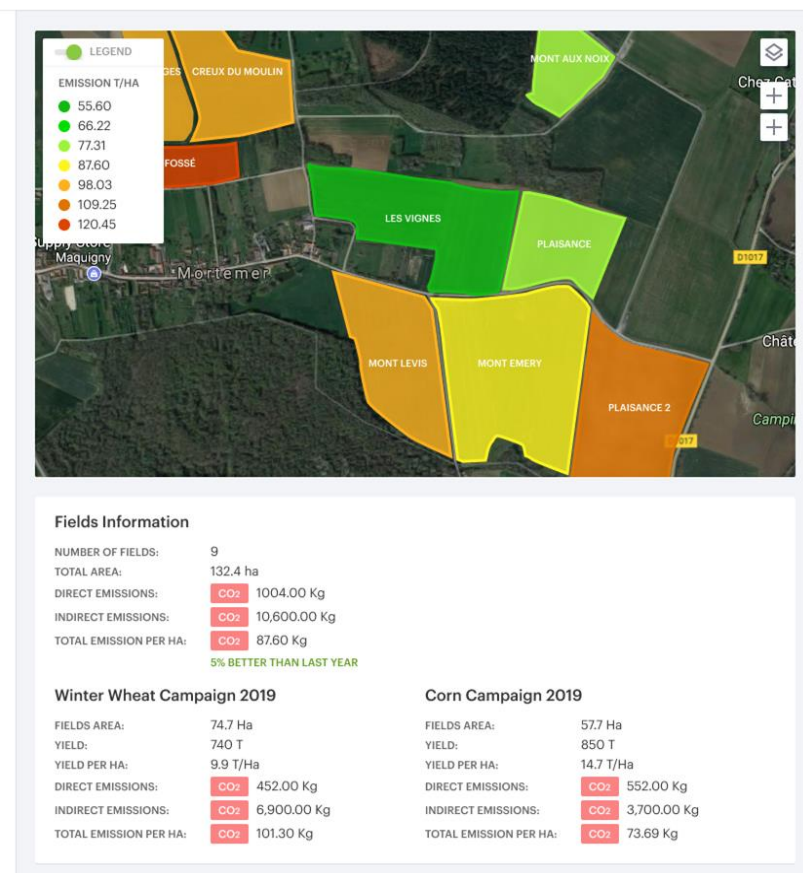 LEGEND
EMISSION T/HA
55.60
66.22
77.31
87.60
98.03
109.25
120.45
GES
CREUX DU MOULIN
MONT AUX NOIX
FOSSÉ
LES VIGNES
PLAISANCE
D1017
Maquigny
Mortemer
MONT LEVIS
MONT EMERY
PLAISANCE 2
Chât
Campi
017
Fields Information
NUMBER OF FIELDS: 9
TOTAL AREA: 132.4 ha
DIRECT EMISSIONS: CO2 1004.00 Kg
INDIRECT EMISSIONS: CO2 10,600.00 Kg
TOTAL EMISSION PER HA: CO2 87.60 Kg
5% BETTER THAN LAST YEAR
Winter Wheat Campaign 2019
FIELDS AREA: 74.7 Ha
YIELD: 740 T
YIELD PER HA: 9.9 T/Ha
DIRECT EMISSIONS: CO2 452.00 Kg
INDIRECT EMISSIONS: CO2 6,900.00 Kg
TOTAL EMISSION PER HA: CO2 101.30 Kg
Corn Campaign 2019
FIELDS AREA: 57.7 Ha
YIELD: 850 T
YIELD PER HA: 14.7 T/Ha
DIRECT EMISSIONS: CO2 552.00 Kg
INDIRECT EMISSIONS: CO2 3,700.00 Kg
TOTAL EMISSION PER HA: CO2 73.69 Kg